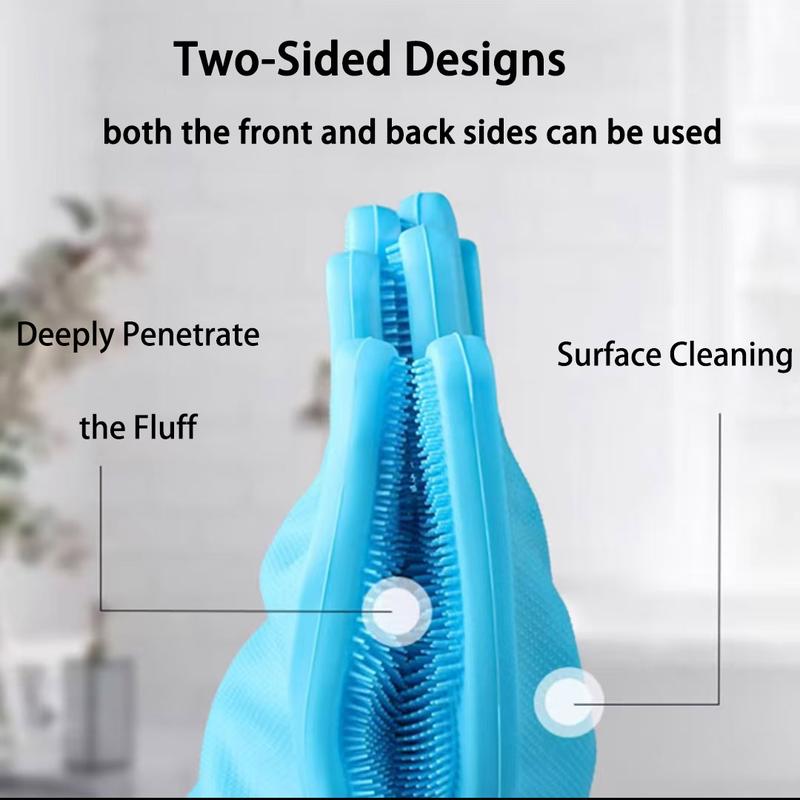 Two-Sided Designs
both the front and back sides can be used
Deeply Penetrate
the Fluff
Surface Cleaning